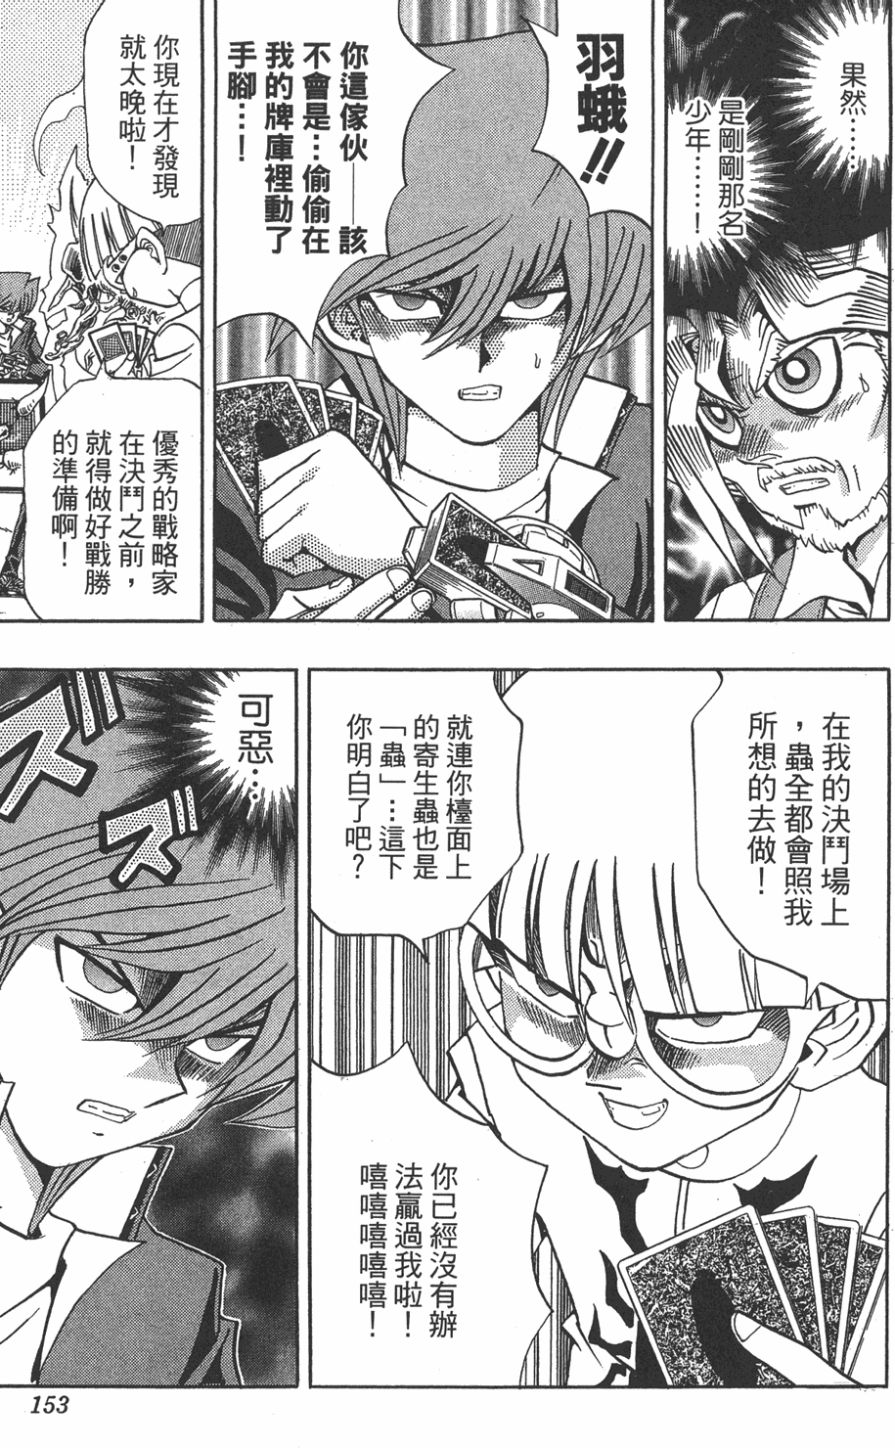 果然……
是剛剛那名
少年……！
羽蛾!!
你這傢伙——該
不會是…偷偷在
我的牌庫裡動了
手腳…！
你現在才發現
就太晚啦！
優秀的戰略家
在決鬥之前，
就得做好戰勝
的準備啊！
在我的決鬥場上
，蟲全都會照我
所想的去做！
就連你檯面上
的寄生蟲也是
「蟲」…這下
你明白了吧？
你已經沒有辦
法贏過我啦！
嘻嘻嘻嘻嘻！
可惡…
ズズズ
153